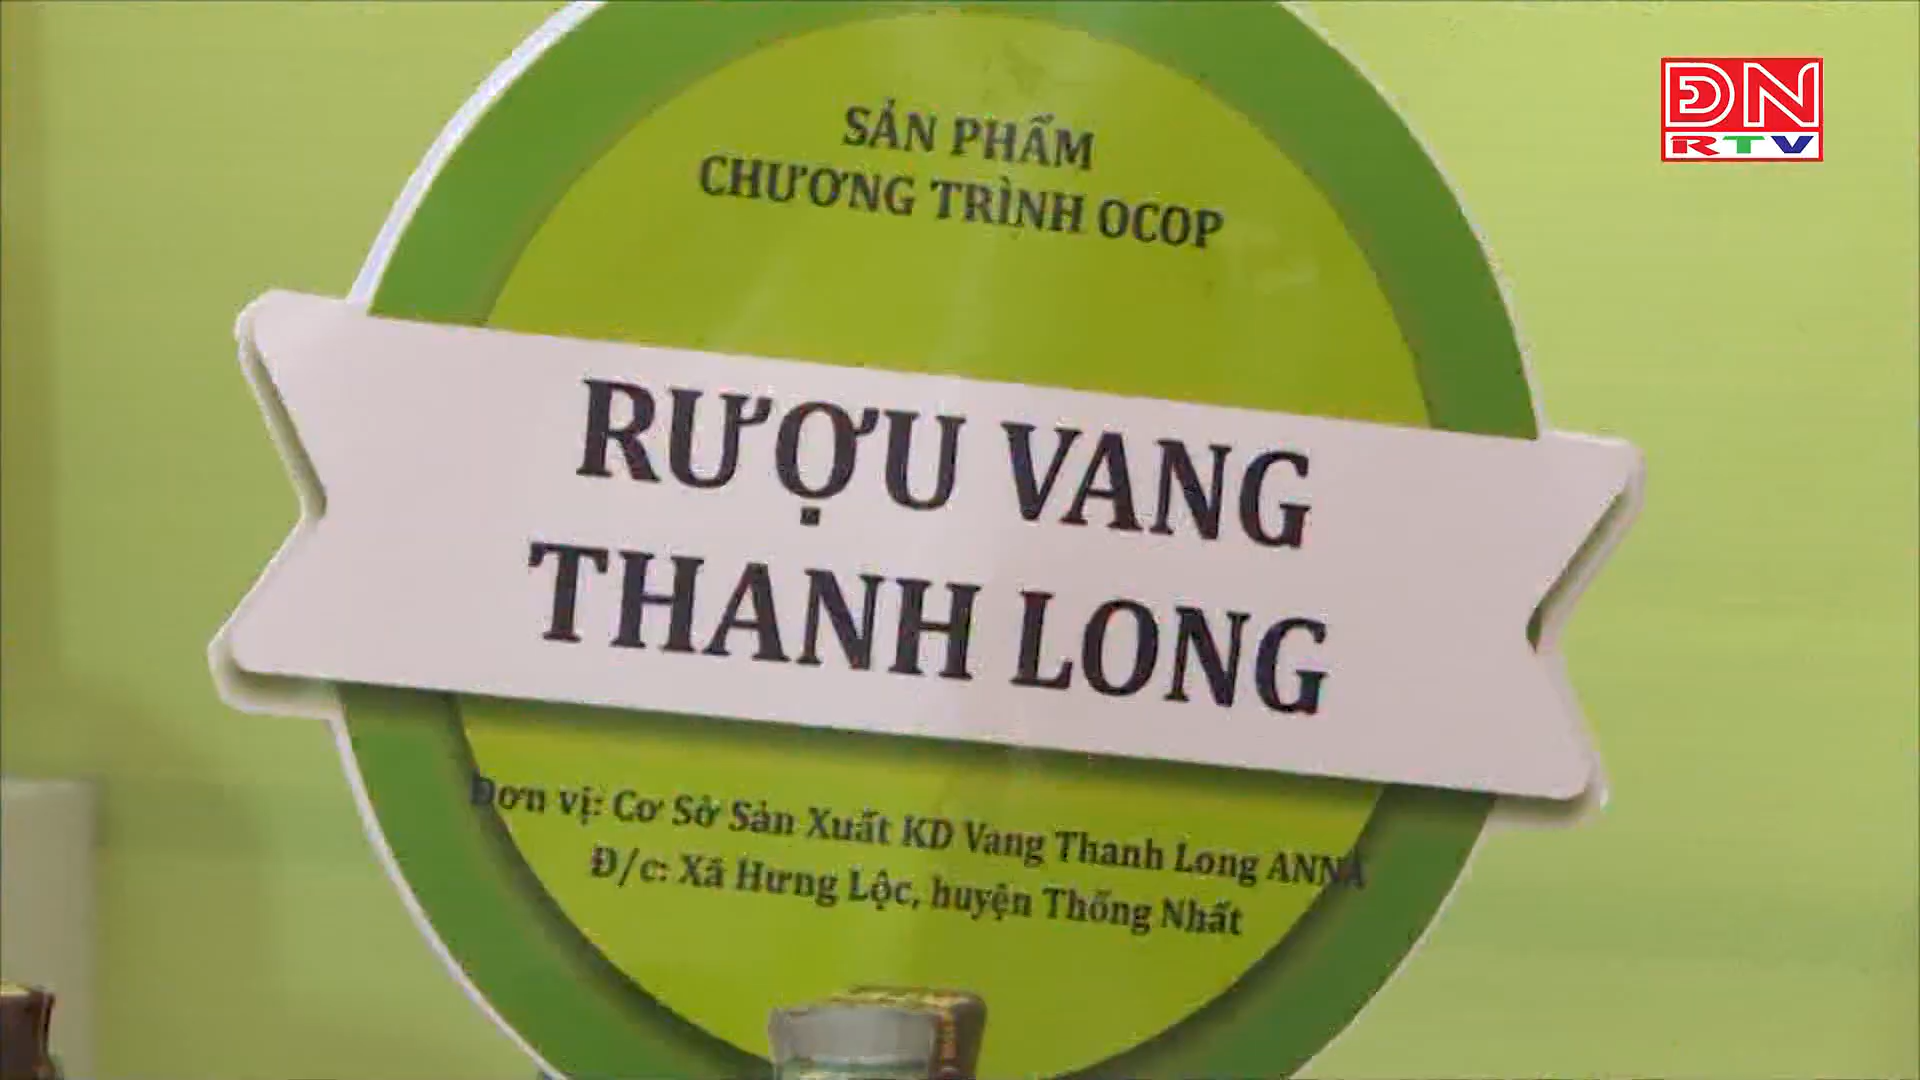 ĐN
RTV
SẢN PHẨM
CHƯƠNG TRÌNH OCOP
RƯỢU VANG
THANH LONG
Đơn vị: Cơ Sở Sản Xuất KD Vang Thanh Long ANNA
Đ/c: Xã Hưng Lộc, huyện Thống Nhất